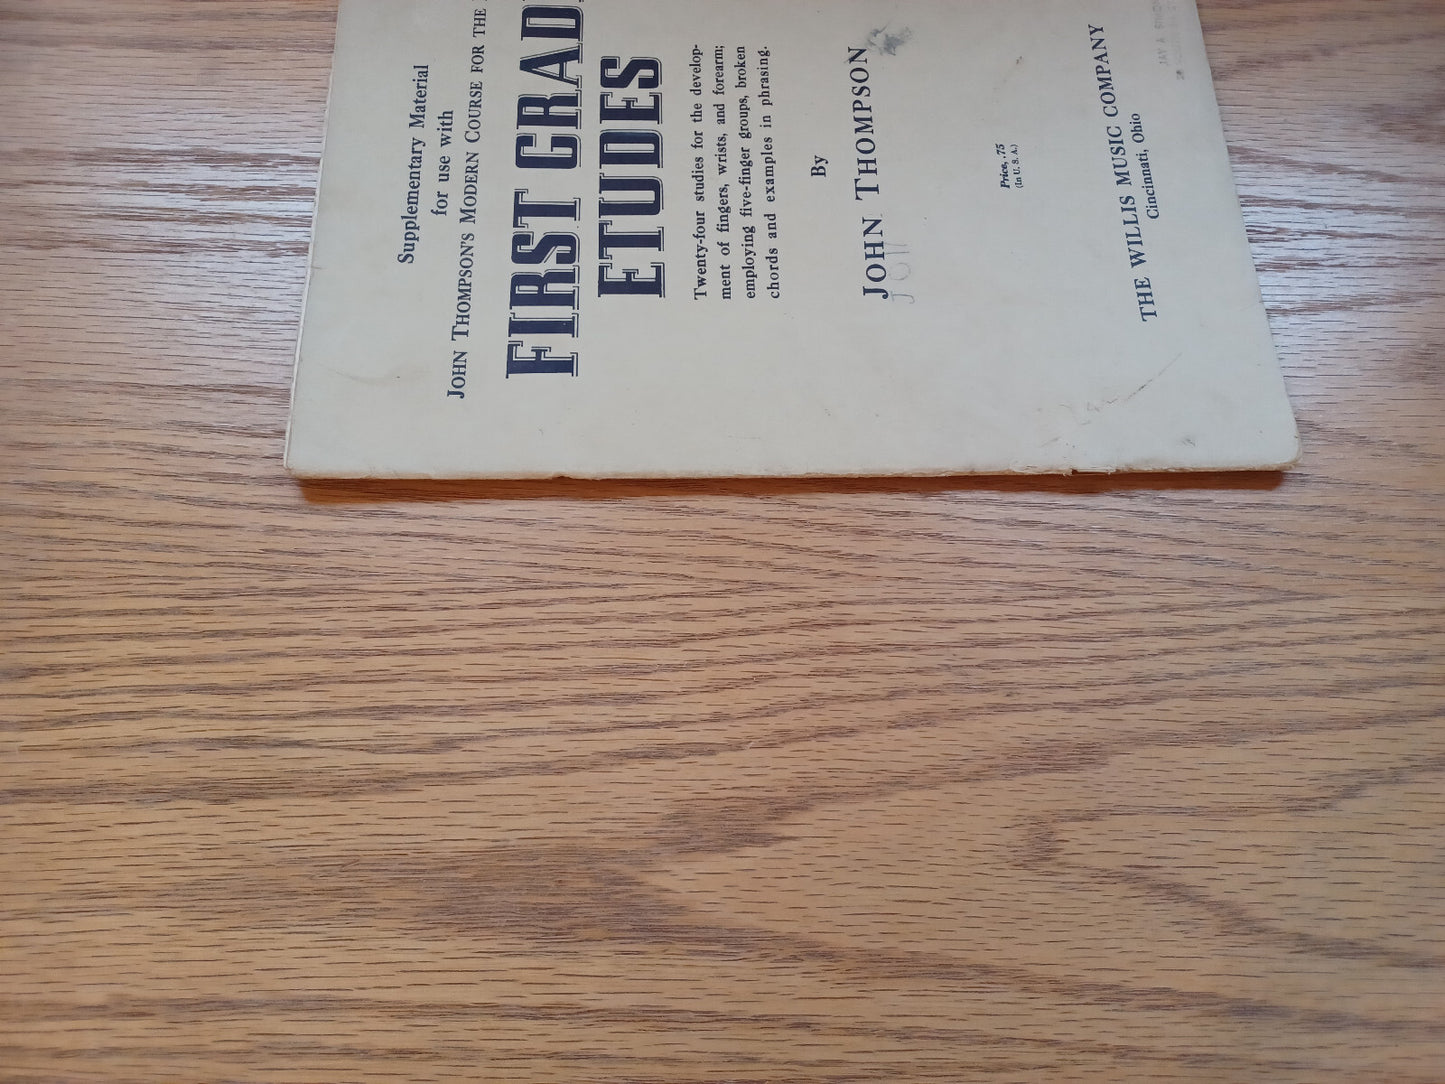 Supplementary Material
for use with
JOHN THOMPSON'S MODERN COURSE FOR THE
FIRST GRAD
ETUDES
Twenty-four studies for the develop-
ment of fingers, wrists, and forearm;
employing five-finger groups, broken
chords and examples in phrasing.
By
JOHN THOMPSON
JOH
Price, .75
(In U. S. A.)
THE WILLIS MUSIC COMPANY
Cincinnati, Ohio